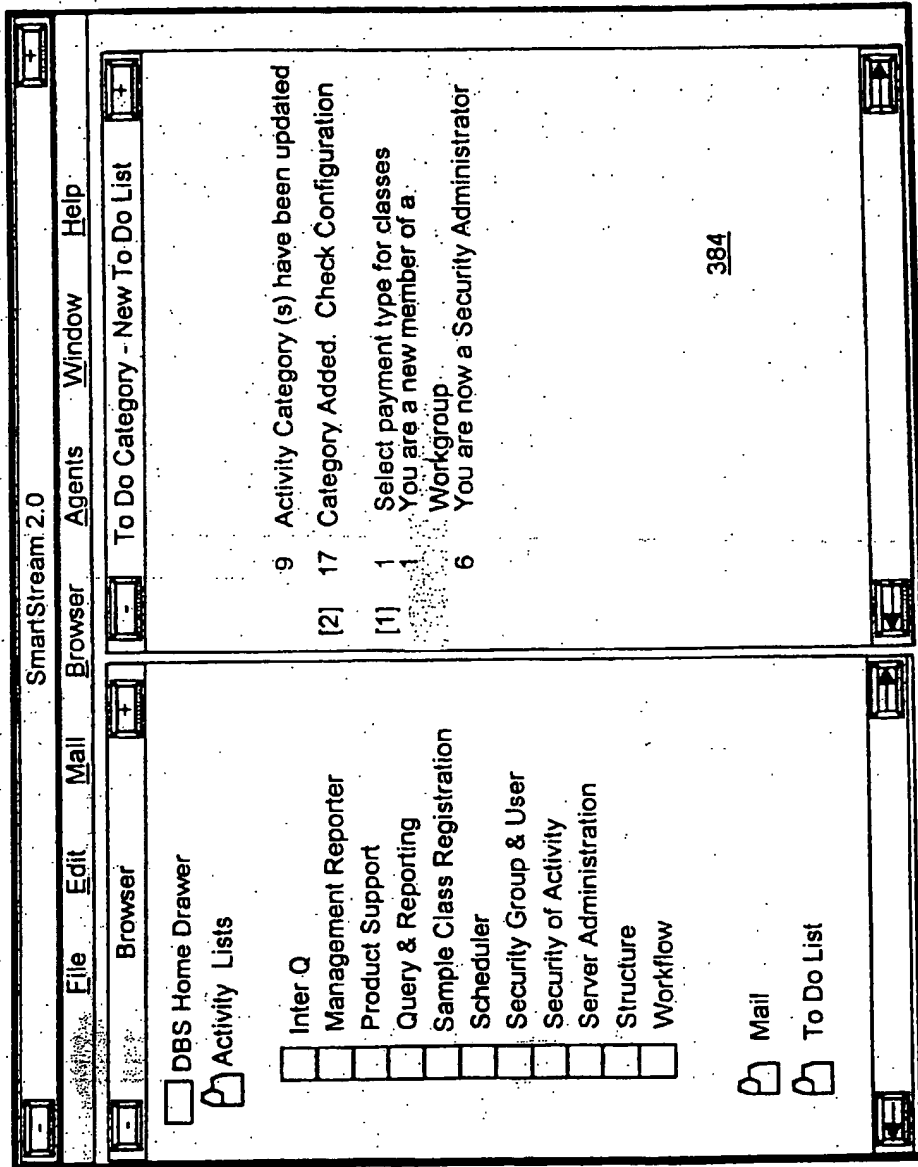 SmartStream 2.0
File Edit Mail Browser Agents Window Help
Browser
DBS Home Drawer
Activity Lists
Inter Q
Management Reporter
Product Support
Query & Reporting
Sample Class Registration
Scheduler
Security Group & User
Security of Activity
Server Administration
Structure
Workflow
Mail
To Do List
To Do Category - New To Do List
9 Activity Category (s) have been updated
[2] 17 Category Added. Check Configuration
[1] 1 Select payment type for classes
1 You are a new member of a
Workgroup
6 You are now a Security Administrator
384